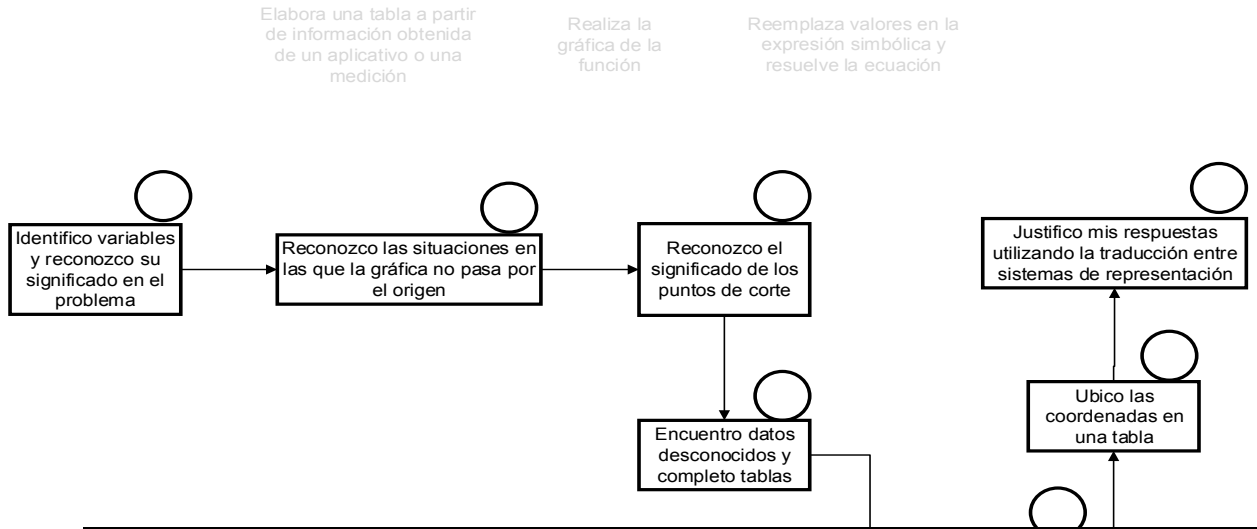 Elabora una tabla a partir
de información obtenida
de un aplicativo o una
medición
Realiza la
gráfica de la
función
Reemplaza valores en la
expresión simbólica y
resuelve la ecuación
Identifico variables
y reconozco su
significado en el
problema
Reconozco las situaciones en
las que la gráfica no pasa por
el origen
Reconozco el
significado de los
puntos de corte
Justifico mis respuestas
utilizando la traducción entre
sistemas de representación
Encuentro datos
desconocidos y
completo tablas
Ubico las
coordenadas en
una tabla